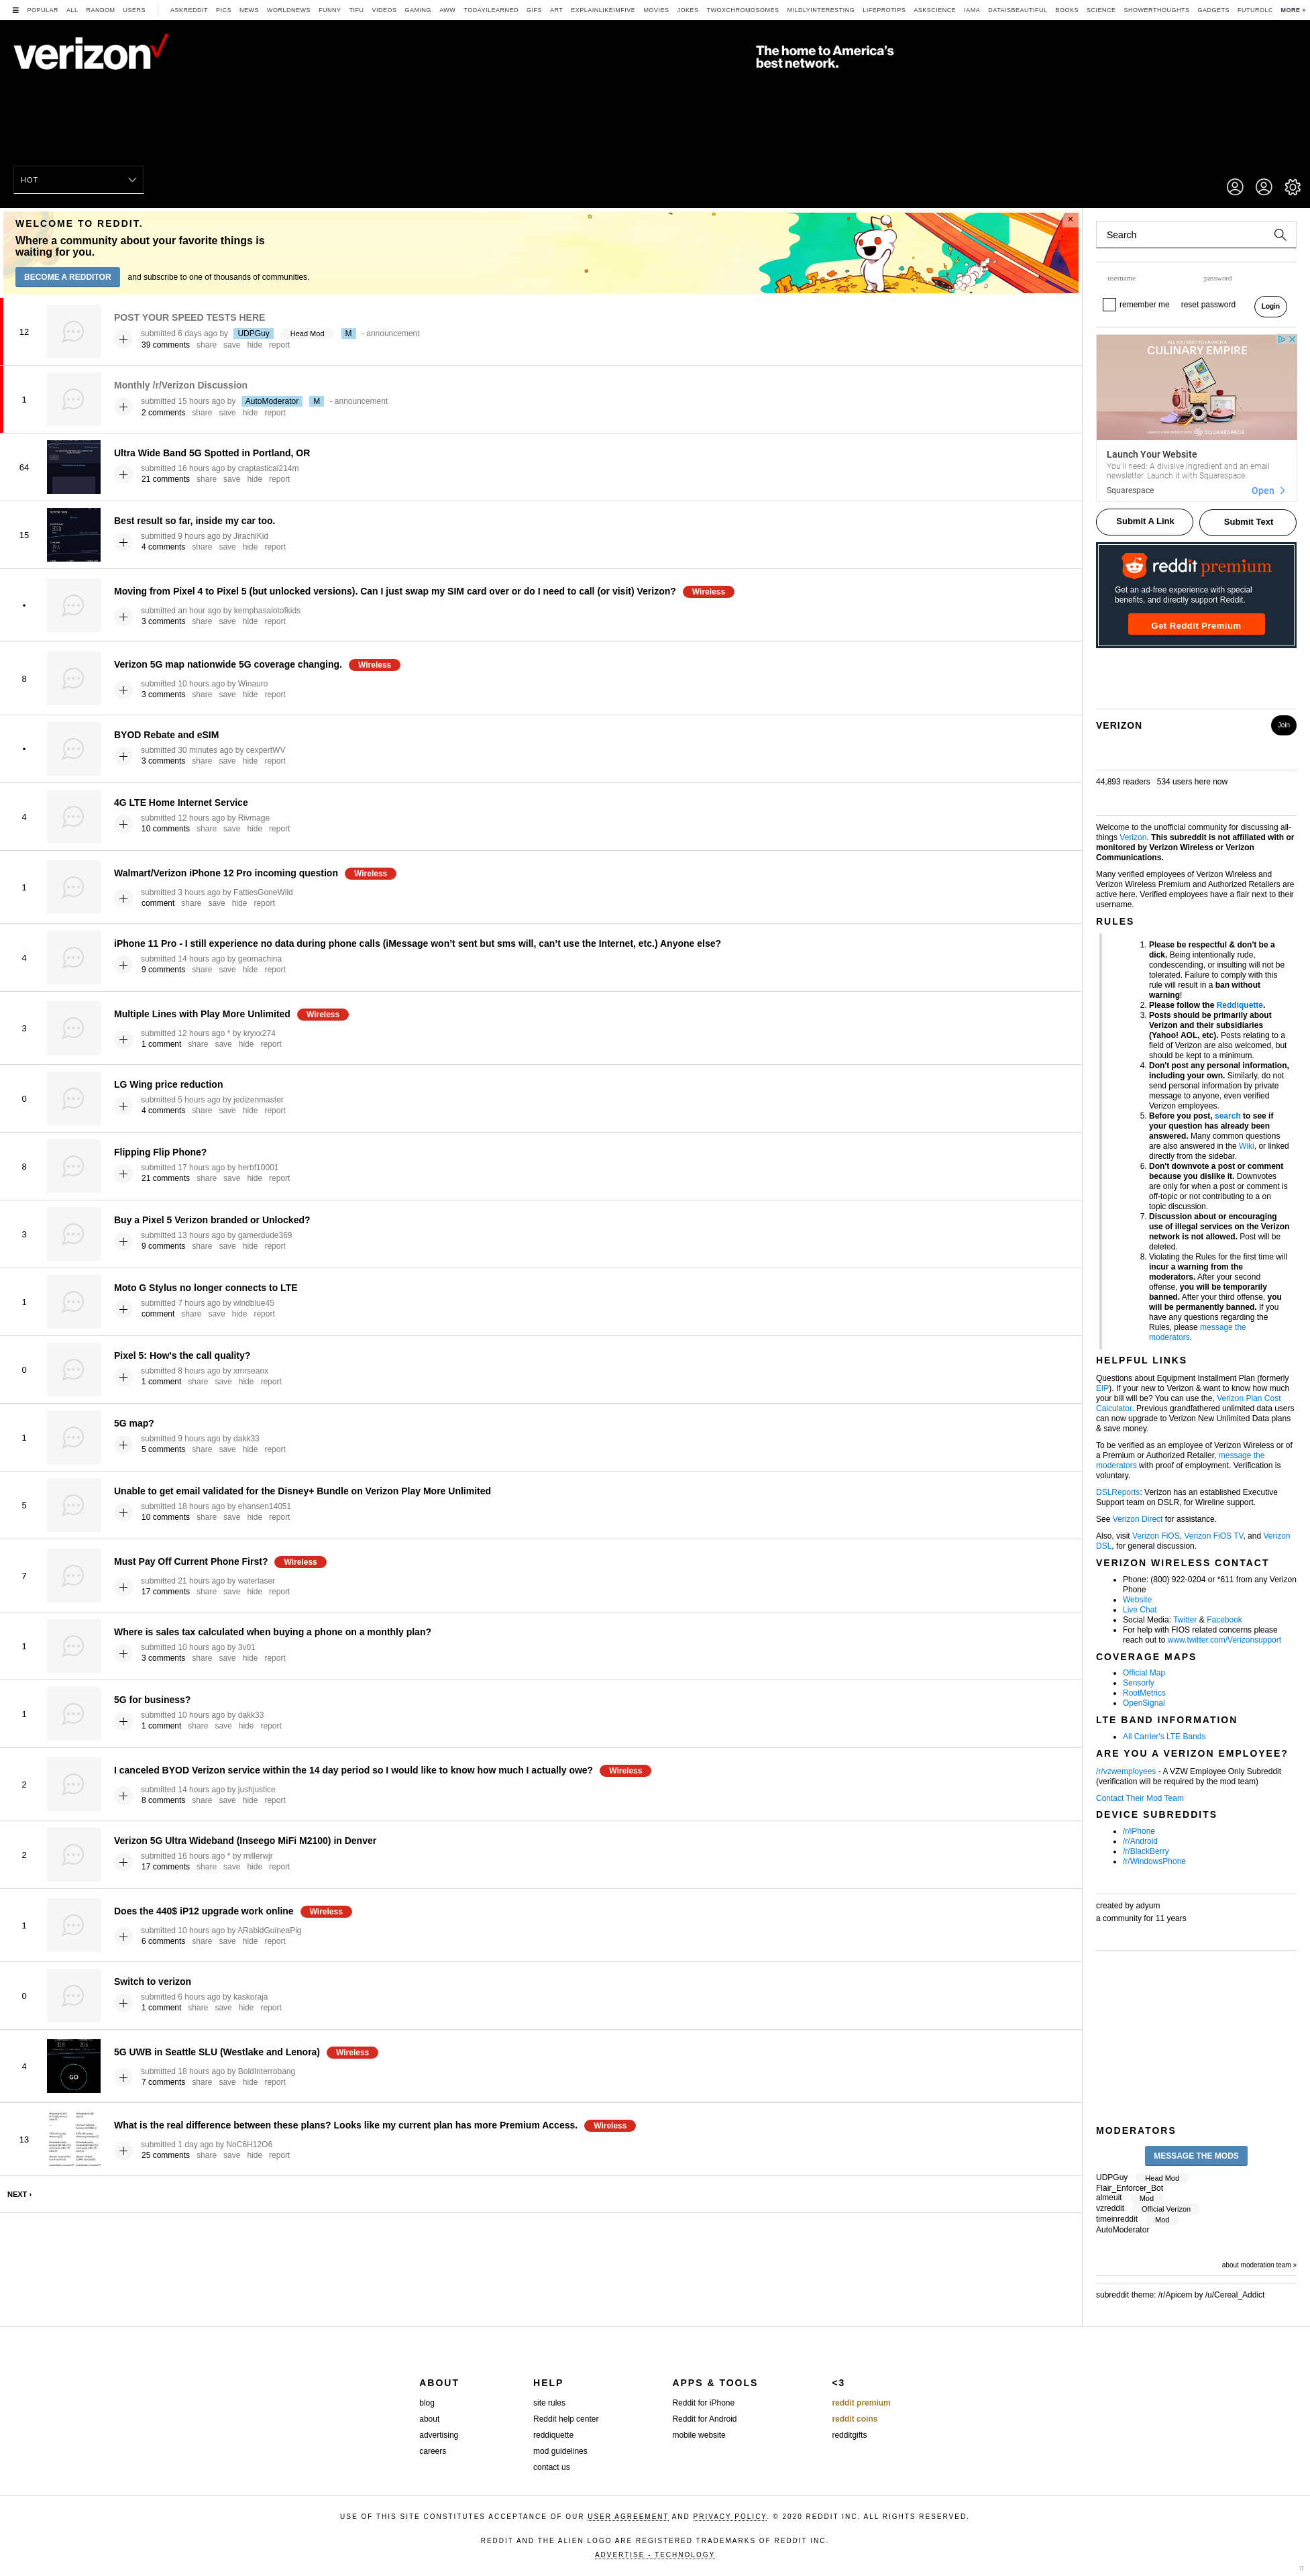 POPULAR ALL RANDOM USERS ASKREDDIT PICS NEWS WORLDNEWS FUNNY TIFU VIDEOS GAMING AWW TODAYILEARNED GIFS ART EXPLAINLIKEIMFIVE MOVIES JOKES TWOXCHROMOSOMES MILDLYINTERESTING LIFEPROTIPS ASKSCIENCE IAMA DATAISBEAUTIFUL BOOKS SCIENCE SHOWERTHOUGHTS GADGETS FUTUROLC MORE »
verizon
The home to America's
best network.
HOT
WELCOME TO REDDIT.
Where a community about your favorite things is
waiting for you.
BECOME A REDDITOR and subscribe to one of thousands of communities.
12
POST YOUR SPEED TESTS HERE
submitted 6 days ago by UDPGuy Head Mod M - announcement
39 comments share save hide report
1
Monthly /r/Verizon Discussion
submitted 15 hours ago by AutoModerator M - announcement
2 comments share save hide report
64
Ultra Wide Band 5G Spotted in Portland, OR
submitted 16 hours ago by craptastical214m
21 comments share save hide report
15
Best result so far, inside my car too.
submitted 9 hours ago by JirachiKid
4 comments share save hide report
•
Moving from Pixel 4 to Pixel 5 (but unlocked versions). Can I just swap my SIM card over or do I need to call (or visit) Verizon? Wireless
submitted an hour ago by kemphasalotofkids
3 comments share save hide report
8
Verizon 5G map nationwide 5G coverage changing. Wireless
submitted 10 hours ago by Winauro
3 comments share save hide report
•
BYOD Rebate and eSIM
submitted 30 minutes ago by cexpertWV
3 comments share save hide report
4
4G LTE Home Internet Service
submitted 12 hours ago by Rivmage
10 comments share save hide report
1
Walmart/Verizon iPhone 12 Pro incoming question Wireless
submitted 3 hours ago by FattiesGoneWild
comment share save hide report
4
iPhone 11 Pro - I still experience no data during phone calls (iMessage won't sent but sms will, can't use the Internet, etc.) Anyone else?
submitted 14 hours ago by geomachina
9 comments share save hide report
3
Multiple Lines with Play More Unlimited Wireless
submitted 12 hours ago * by kryxx274
1 comment share save hide report
0
LG Wing price reduction
submitted 5 hours ago by jedizenmaster
4 comments share save hide report
8
Flipping Flip Phone?
submitted 17 hours ago by herbf10001
21 comments share save hide report
3
Buy a Pixel 5 Verizon branded or Unlocked?
submitted 13 hours ago by gamerdude369
9 comments share save hide report
1
Moto G Stylus no longer connects to LTE
submitted 7 hours ago by windblue45
comment share save hide report
0
Pixel 5: How's the call quality?
submitted 8 hours ago by xmrseanx
1 comment share save hide report
1
5G map?
submitted 9 hours ago by dakk33
5 comments share save hide report
5
Unable to get email validated for the Disney+ Bundle on Verizon Play More Unlimited
submitted 18 hours ago by ehansen14051
10 comments share save hide report
7
Must Pay Off Current Phone First? Wireless
submitted 21 hours ago by waterlaser
17 comments share save hide report
1
Where is sales tax calculated when buying a phone on a monthly plan?
submitted 10 hours ago by 3v01
3 comments share save hide report
1
5G for business?
submitted 10 hours ago by dakk33
1 comment share save hide report
2
I canceled BYOD Verizon service within the 14 day period so I would like to know how much I actually owe? Wireless
submitted 14 hours ago by jushjustice
8 comments share save hide report
2
Verizon 5G Ultra Wideband (Inseego MiFi M2100) in Denver
submitted 16 hours ago * by millerwjr
17 comments share save hide report
1
Does the 440$ iP12 upgrade work online Wireless
submitted 10 hours ago by ARabidGuineaPig
6 comments share save hide report
0
Switch to verizon
submitted 6 hours ago by kaskoraja
1 comment share save hide report
4
GO
5G UWB in Seattle SLU (Westlake and Lenora) Wireless
submitted 18 hours ago by BoldInterrobang
7 comments share save hide report
13
What is the real difference between these plans? Looks like my current plan has more Premium Access. Wireless
submitted 1 day ago by NoC6H12O6
25 comments share save hide report
NEXT ›
Search
username password
remember me reset password Login
ALL YOU NEED TO LAUNCH A
CULINARY EMPIRE
SQUARESPACE
Launch Your Website
You'll need: A divisive ingredient and an email
newsletter. Launch it with Squarespace.
Squarespace Open
Submit A Link Submit Text
reddit premium
Get an ad-free experience with special
benefits, and directly support Reddit.
Get Reddit Premium
VERIZON Join
44,893 readers 534 users here now
Welcome to the unofficial community for discussing all-
things Verizon. This subreddit is not affiliated with or
monitored by Verizon Wireless or Verizon
Communications.
Many verified employees of Verizon Wireless and
Verizon Wireless Premium and Authorized Retailers are
active here. Verified employees have a flair next to their
username.
RULES
1. Please be respectful & don't be a
dick. Being intentionally rude,
condescending, or insulting will not be
tolerated. Failure to comply with this
rule will result in a ban without
warning!
2. Please follow the Reddiquette.
3. Posts should be primarily about
Verizon and their subsidiaries
(Yahoo! AOL, etc). Posts relating to a
field of Verizon are also welcomed, but
should be kept to a minimum.
4. Don't post any personal information,
including your own. Similarly, do not
send personal information by private
message to anyone, even verified
Verizon employees.
5. Before you post, search to see if
your question has already been
answered. Many common questions
are also answered in the Wiki, or linked
directly from the sidebar.
6. Don't downvote a post or comment
because you dislike it. Downvotes
are only for when a post or comment is
off-topic or not contributing to a on
topic discussion.
7. Discussion about or encouraging
use of illegal services on the Verizon
network is not allowed. Post will be
deleted.
8. Violating the Rules for the first time will
incur a warning from the
moderators. After your second
offense, you will be temporarily
banned. After your third offense, you
will be permanently banned. If you
have any questions regarding the
Rules, please message the
moderators.
HELPFUL LINKS
Questions about Equipment Installment Plan (formerly
EIP). If your new to Verizon & want to know how much
your bill will be? You can use the, Verizon Plan Cost
Calculator. Previous grandfathered unlimited data users
can now upgrade to Verizon New Unlimited Data plans
& save money.
To be verified as an employee of Verizon Wireless or of
a Premium or Authorized Retailer, message the
moderators with proof of employment. Verification is
voluntary.
DSLReports: Verizon has an established Executive
Support team on DSLR, for Wireline support.
See Verizon Direct for assistance.
Also, visit Verizon FiOS, Verizon FiOS TV, and Verizon
DSL, for general discussion.
VERIZON WIRELESS CONTACT
• Phone: (800) 922-0204 or *611 from any Verizon
Phone
• Website
• Live Chat
• Social Media: Twitter & Facebook
• For help with FIOS related concerns please
reach out to www.twitter.com/Verizonsupport
COVERAGE MAPS
• Official Map
• Sensorly
• RootMetrics
• OpenSignal
LTE BAND INFORMATION
• All Carrier's LTE Bands
ARE YOU A VERIZON EMPLOYEE?
/r/vzwemployees - A VZW Employee Only Subreddit
(verification will be required by the mod team)
Contact Their Mod Team
DEVICE SUBREDDITS
• /r/iPhone
• /r/Android
• /r/BlackBerry
• /r/WindowsPhone
created by adyum
a community for 11 years
MODERATORS
MESSAGE THE MODS
UDPGuy Head Mod
Flair_Enforcer_Bot
almeuit Mod
vzreddit Official Verizon
timeinreddit Mod
AutoModerator
about moderation team »
subreddit theme: /r/Apicem by /u/Cereal_Addict
ABOUT
blog
about
advertising
careers
HELP
site rules
Reddit help center
reddiquette
mod guidelines
contact us
APPS & TOOLS
Reddit for iPhone
Reddit for Android
mobile website
<3
reddit premium
reddit coins
redditgifts
USE OF THIS SITE CONSTITUTES ACCEPTANCE OF OUR USER AGREEMENT AND PRIVACY POLICY. © 2020 REDDIT INC. ALL RIGHTS RESERVED.
REDDIT AND THE ALIEN LOGO ARE REGISTERED TRADEMARKS OF REDDIT INC.
ADVERTISE - TECHNOLOGY
π